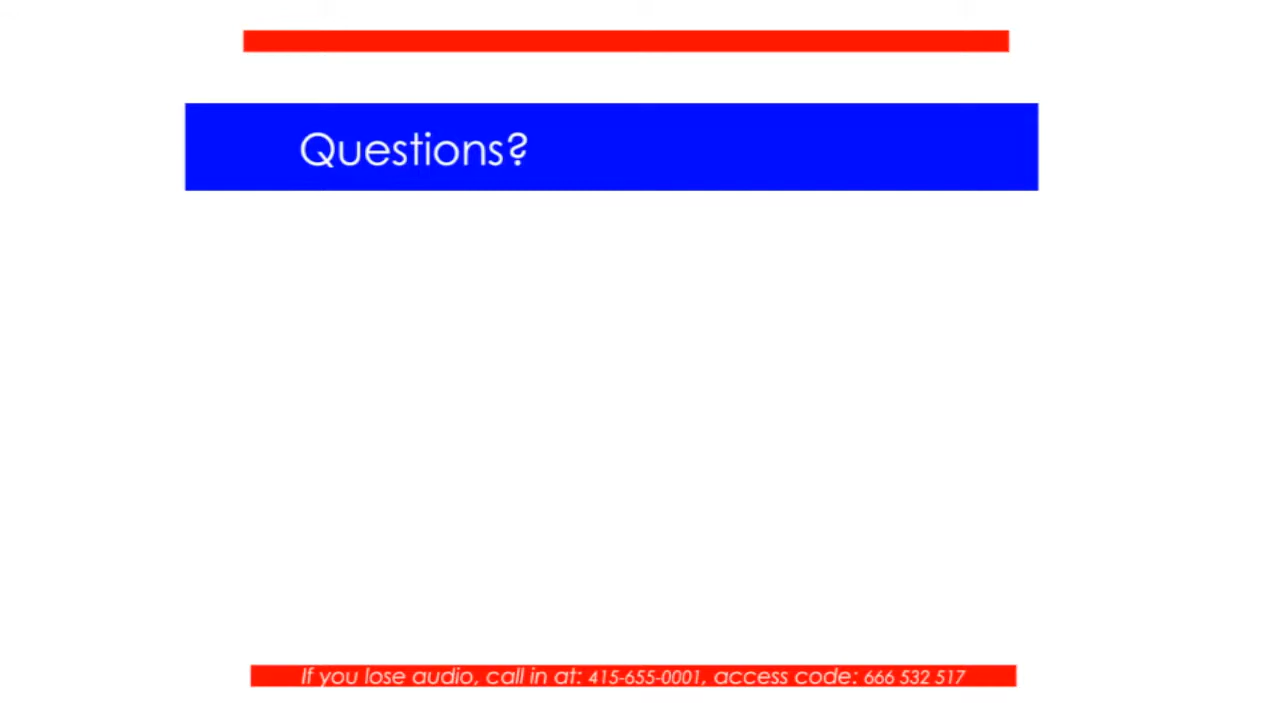 Questions?
If you lose audio, call in at: 415-655-0001, access code: 666 532 517